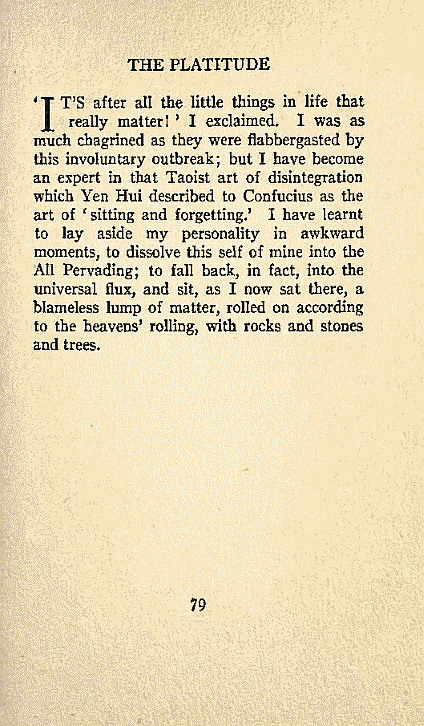 THE PLATITUDE
'IT'S after all the little things in life that
really matter!' I exclaimed. I was as
much chagrined as they were flabbergasted by
this involuntary outbreak; but I have become
an expert in that Taoist art of disintegration
which Yen Hui described to Confucius as the
art of 'sitting and forgetting.' I have learnt
to lay aside my personality in awkward
moments, to dissolve this self of mine into the
All Pervading; to fall back, in fact, into the
universal flux, and sit, as I now sat there, a
blameless lump of matter, rolled on according
to the heavens' rolling, with rocks and stones
and trees.
79